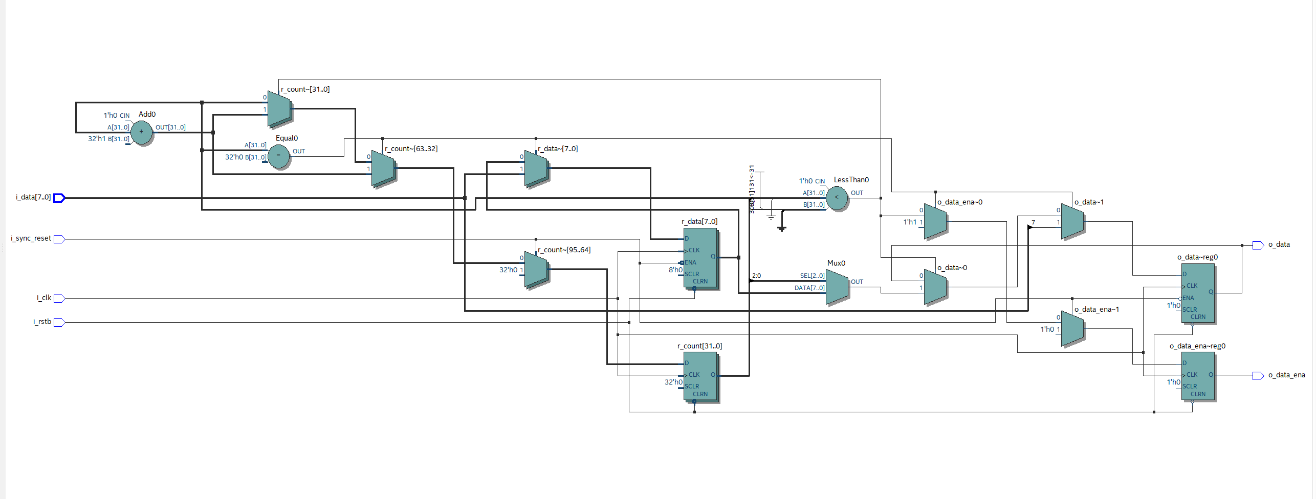 r_count~[31..0]
0
1
Add0
1'h0 CIN
A[31..0]
32'h1 B[31..0]
+
OUT[31..0]
Equal0
A[31..0]
32'h0 B[31..0]
=
OUT
r_count~[63..32]
0
1
r_data~[7..0]
0
1
i_data[7..0]
LessThan0
1'h0 CIN
A[31..0]
B[31..0]
<
OUT
o_data_ena~0
0
1'h1 1
o_data~1
0
7
1
r_data[7..0]
D
CLK
ENA
8'h0
SCLR
CLRN
Q
i_sync_reset
r_count~[95..64]
0
32'h0 1
o_data
Mux0
2:0
SEL[2..0]
DATA[7..0]
OUT
o_data~0
0
1
o_data~reg0
D
CLK
ENA
1'h0
SCLR
CLRN
Q
i_clk
i_rstb
o_data_ena~1
0
1'h0 1
r_count[31..0]
D
CLK
32'h0
SCLR
CLRN
Q
o_data_ena~reg0
D
CLK
1'h0
SCLR
CLRN
Q
o_data_ena